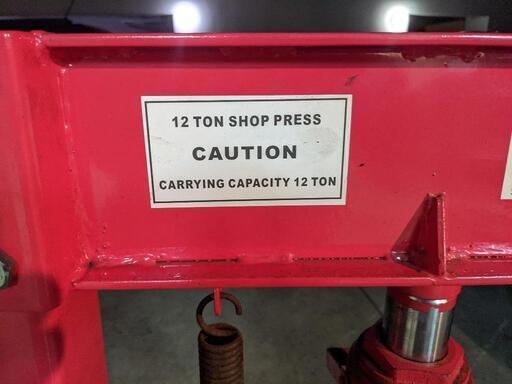 12 TON SHOP PRESS
CAUTION
CARRYING CAPACITY 12 TON